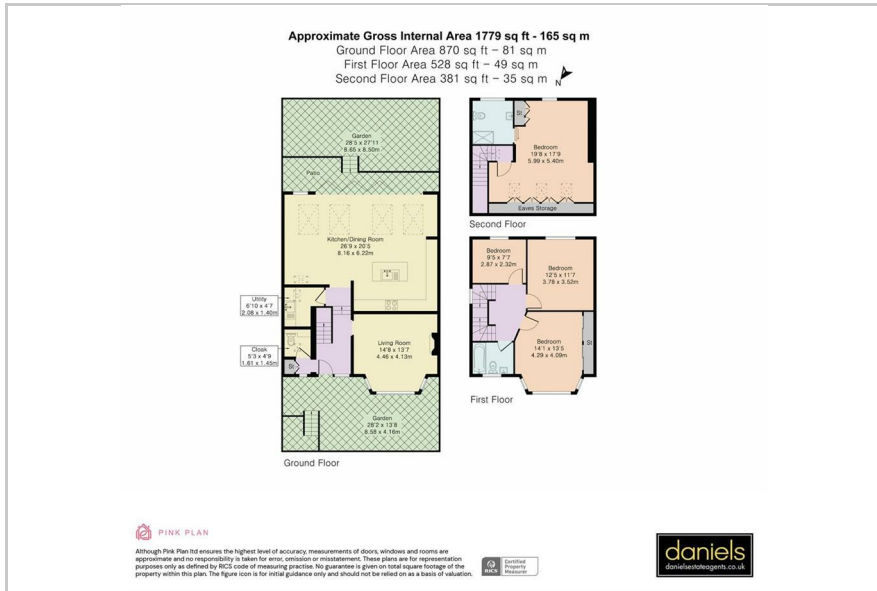 Approximate Gross Internal Area 1779 sq ft - 165 sq m
Ground Floor Area 870 sq ft – 81 sq m
First Floor Area 528 sq ft – 49 sq m
Second Floor Area 381 sq ft – 35 sq m
N
Garden
28'5 x 27'11
8.65 x 8.50m
Patio
Kitchen/Dining Room
26'9 x 20'5
8.16 x 6.22m
Utility
6'10 x 4'7
2.08 x 1.40m
Cloak
5'3 x 4'9
1.61 x 1.45m
St
Living Room
14'8 x 13'7
4.46 x 4.13m
Garden
28'2 x 13'8
8.58 x 4.16m
Ground Floor
St
Bedroom
19'8 x 17'9
5.99 x 5.40m
Eaves Storage
Second Floor
Bedroom
9'5 x 7'7
2.87 x 2.32m
Bedroom
12'5 x 11'7
3.78 x 3.52m
Bedroom
14'1 x 13'5
4.29 x 4.09m
St
First Floor
PINK PLAN
Although Pink Plan ltd ensures the highest level of accuracy, measurements of doors, windows and rooms are
approximate and no responsibility is taken for error, omission or misstatement. These plans are for representation
purposes only as defined by RICS code of measuring practise. No guarantee is given on total square footage of the
property within this plan. The figure icon is for initial guidance only and should not be relied on as a basis of valuation.
RICS
Certified
Property
Measurer
daniels
danielsestateagents.co.uk